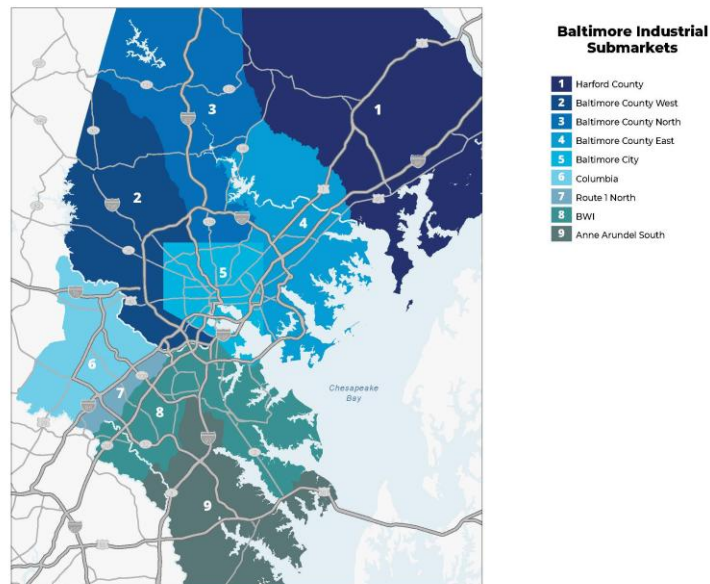 Baltimore Industrial
Submarkets
1 Harford County
2 Baltimore County West
3 Baltimore County North
4 Baltimore County East
5 Baltimore City
6 Columbia
7 Route 1 North
8 BWI
9 Anne Arundel South
3
1
2
4
5
6
7
8
9
Chesapeake
Bay